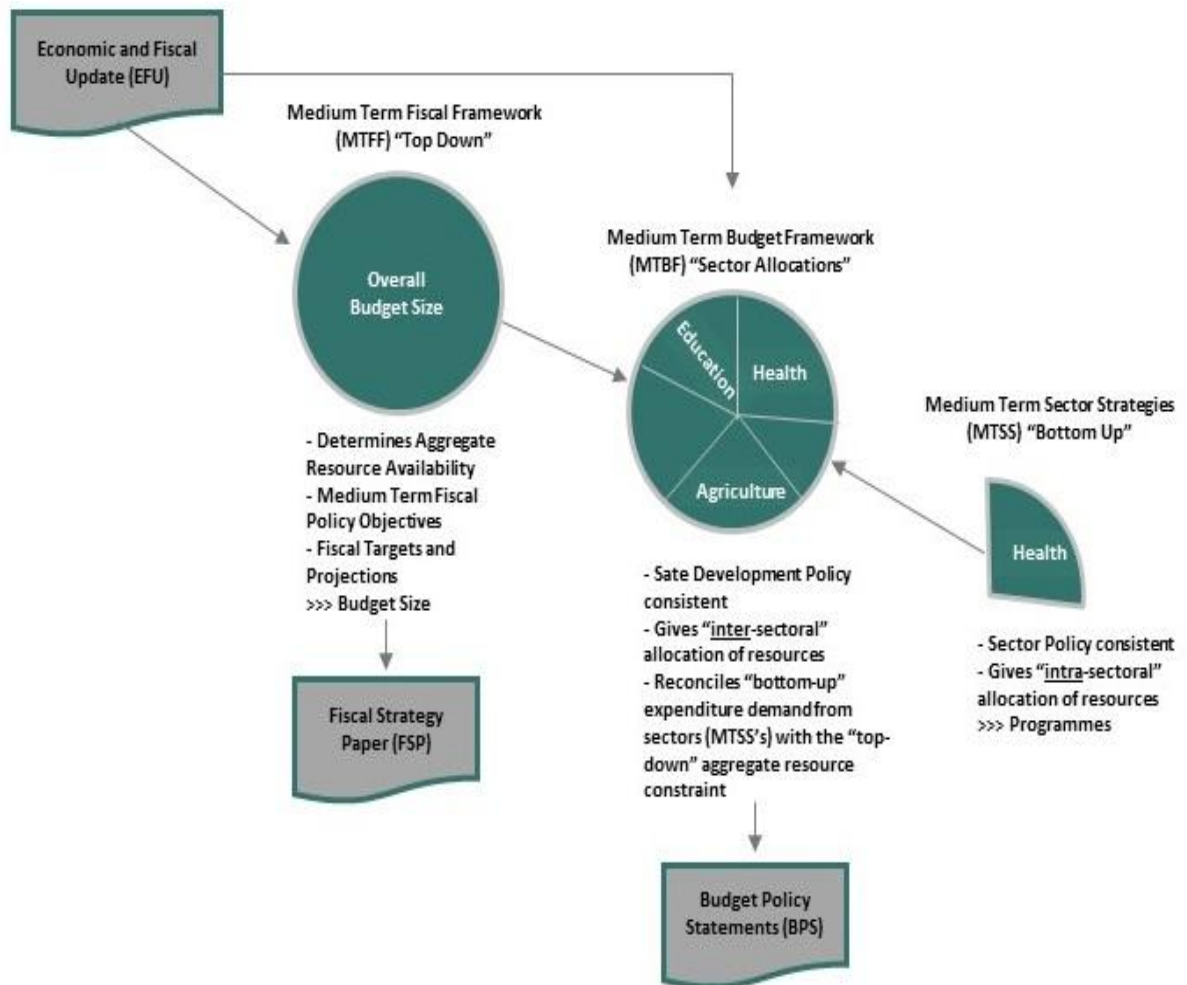 Economic and Fiscal
Update (EFU)
Medium Term Fiscal Framework
(MTFF) “Top Down”
Overall
Budget Size
- Determines Aggregate
Resource Availability
- Medium Term Fiscal
Policy Objectives
- Fiscal Targets and
Projections
>>> Budget Size
Fiscal Strategy
Paper (FSP)
Medium Term Budget Framework
(MTBF) “Sector Allocations”
Education
Health
Agriculture
- Sate Development Policy
consistent
- Gives “inter-sectoral”
allocation of resources
- Reconciles “bottom-up”
expenditure demand from
sectors (MTSS’s) with the “top-
down” aggregate resource
constraint
Budget Policy
Statements (BPS)
Medium Term Sector Strategies
(MTSS) “Bottom Up”
Health
- Sector Policy consistent
- Gives “intra-sectoral”
allocation of resources
>>> Programmes